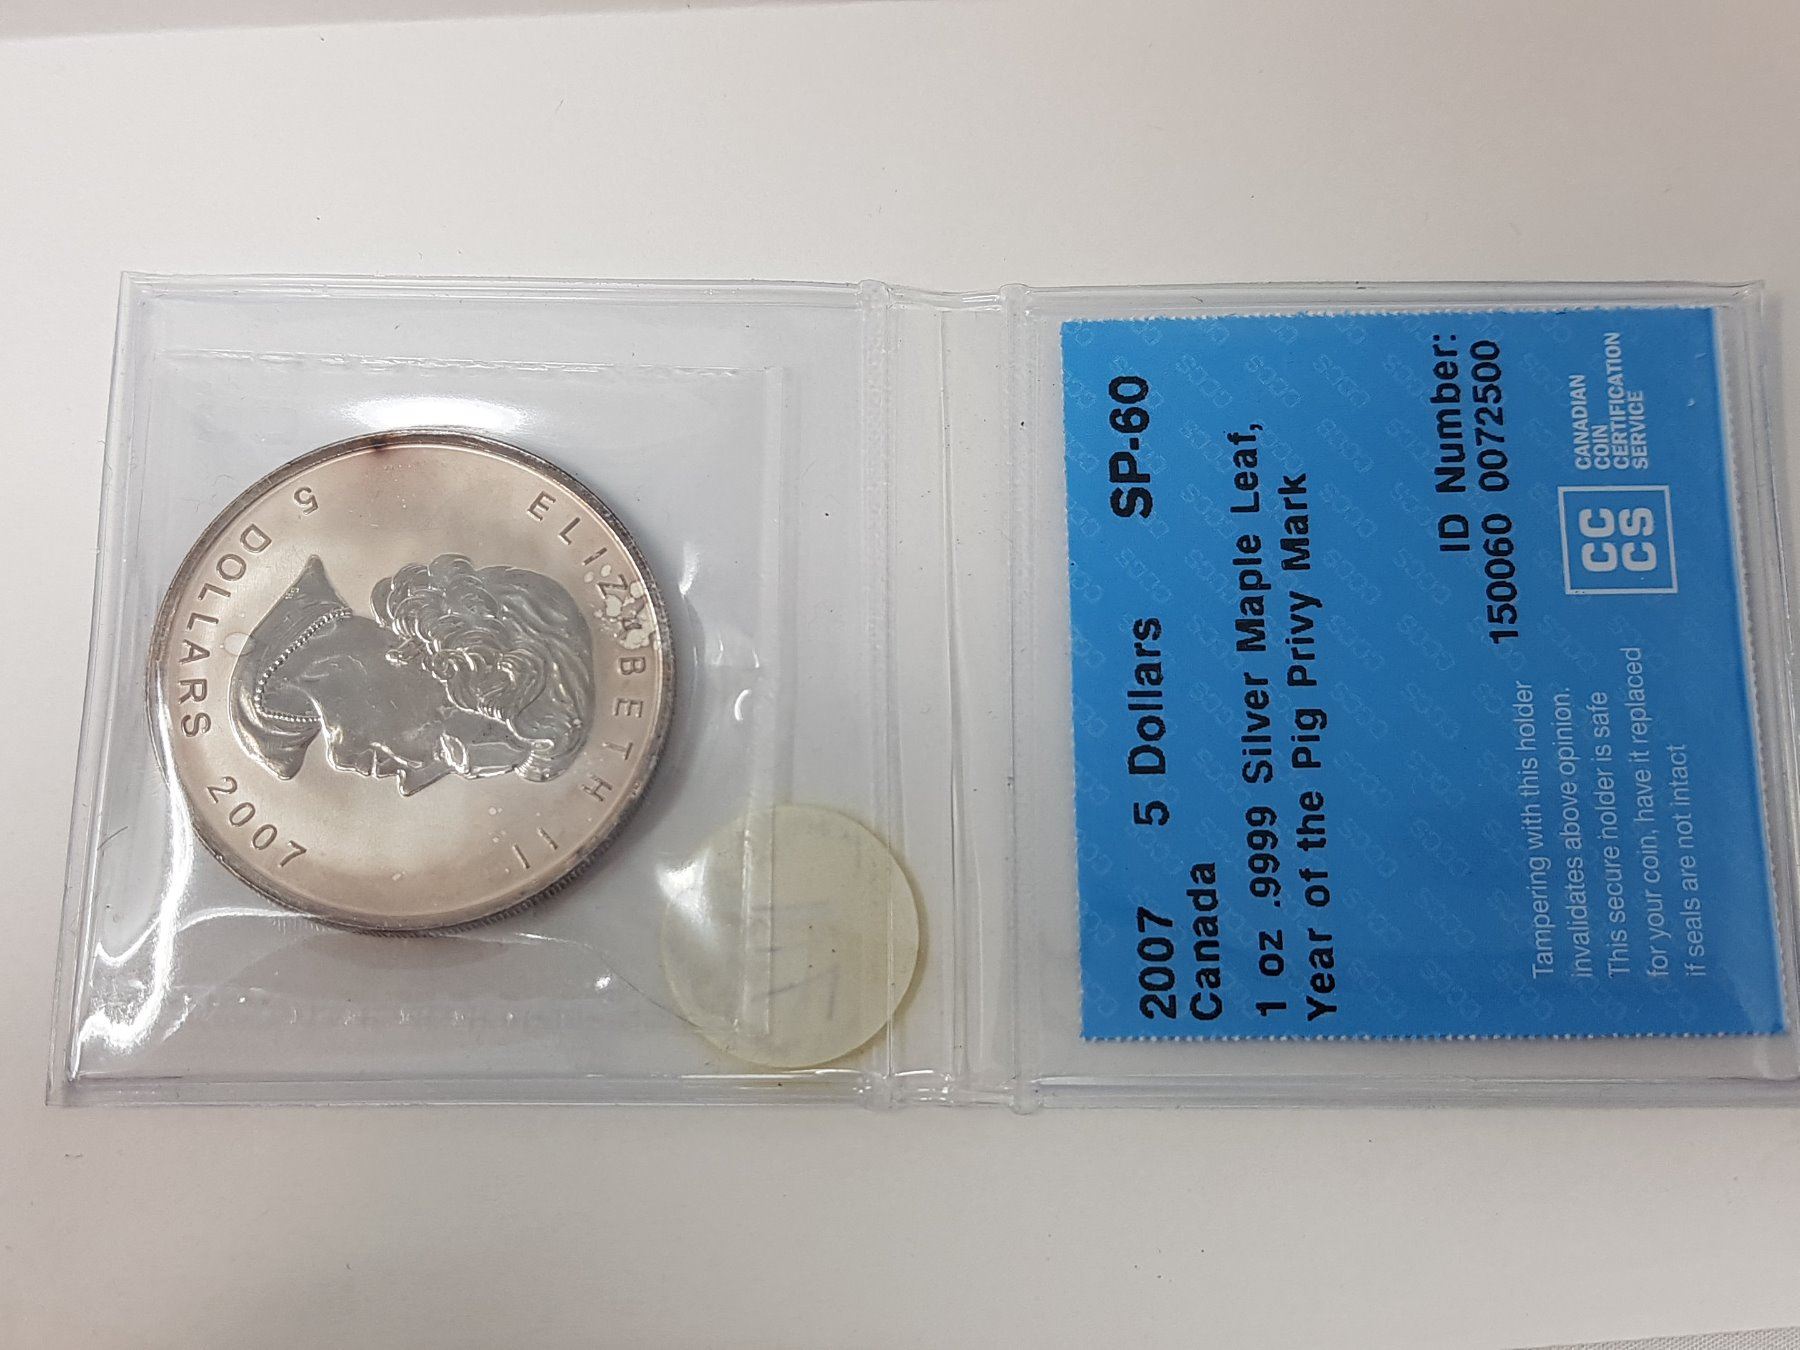 5 DOLLARS 2007
ELIZABETH II
2007 5 Dollars SP-60
Canada
1 oz .9999 Silver Maple Leaf,
Year of the Pig Privy Mark
ID Number:
150060 0072500
Tampering with this holder
invalidates above opinion.
This secure holder is safe
for your coin, have it replaced
if seals are not intact
CC
CS
CANADIAN
COIN
CERTIFICATION
SERVICE